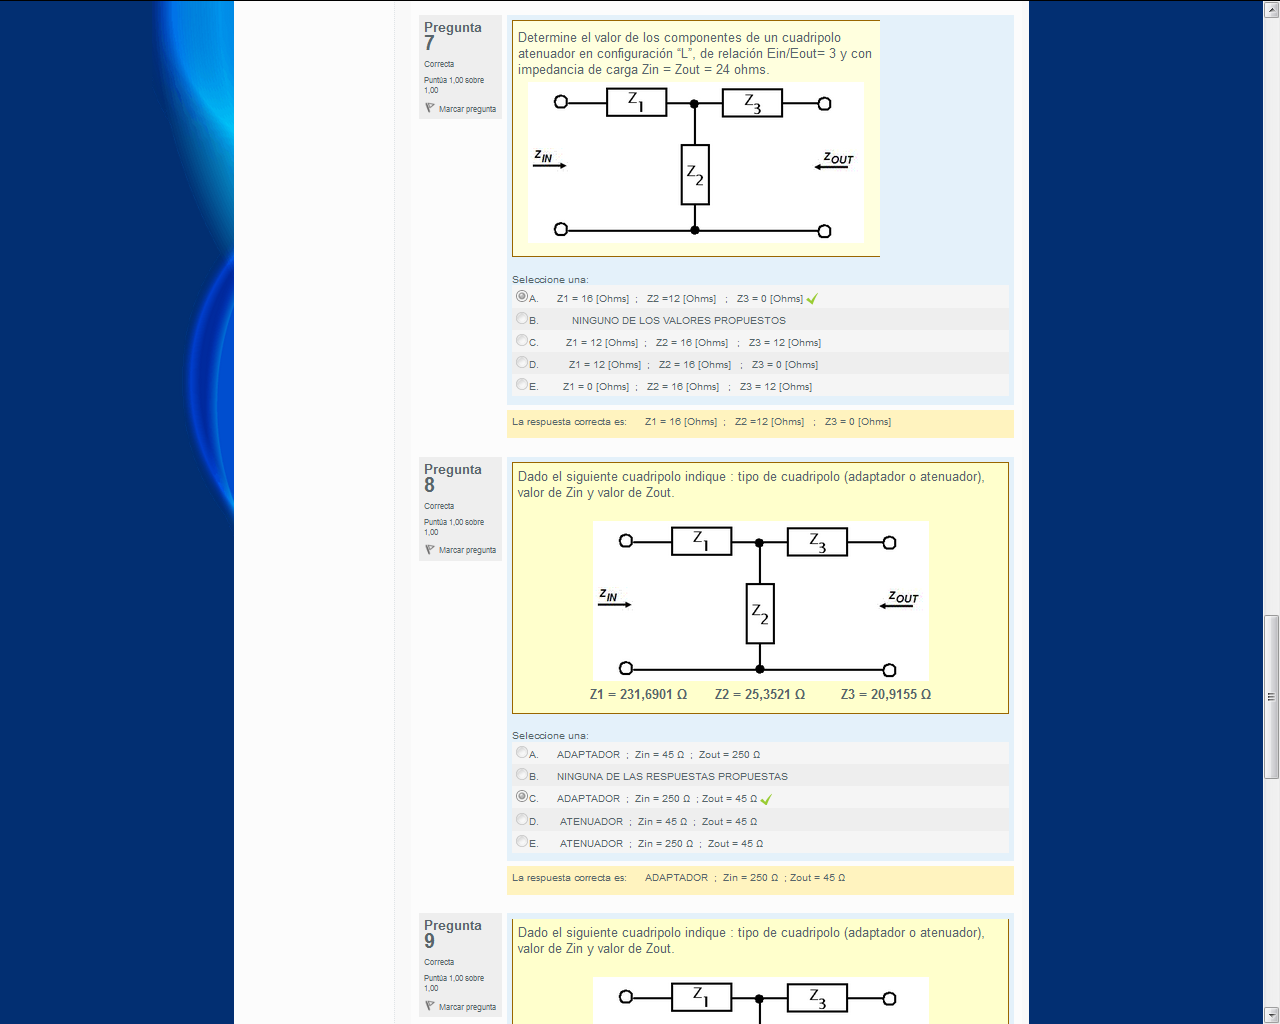 Pregunta
7
Correcta
Puntúa 1,00 sobre
1,00
Marcar pregunta
Determine el valor de los componentes de un cuadripolo
atenuador en configuración “L”, de relación Ein/Eout= 3 y con
impedancia de carga Zin = Zout = 24 ohms.
Z1
Z3
ZIN
Z2
ZOUT
Seleccione una:
A. Z1 = 16 [Ohms] ; Z2 =12 [Ohms] ; Z3 = 0 [Ohms]
B. NINGUNO DE LOS VALORES PROPUESTOS
C. Z1 = 12 [Ohms] ; Z2 = 16 [Ohms] ; Z3 = 12 [Ohms]
D. Z1 = 12 [Ohms] ; Z2 = 16 [Ohms] ; Z3 = 0 [Ohms]
E. Z1 = 0 [Ohms] ; Z2 = 16 [Ohms] ; Z3 = 12 [Ohms]
La respuesta correcta es: Z1 = 16 [Ohms] ; Z2 =12 [Ohms] ; Z3 = 0 [Ohms]
Pregunta
8
Correcta
Puntúa 1,00 sobre
1,00
Marcar pregunta
Dado el siguiente cuadripolo indique : tipo de cuadripolo (adaptador o atenuador),
valor de Zin y valor de Zout.
Z1
Z3
ZIN
Z2
ZOUT
Z1 = 231,6901 Ω Z2 = 25,3521 Ω Z3 = 20,9155 Ω
Seleccione una:
A. ADAPTADOR ; Zin = 45 Ω ; Zout = 250 Ω
B. NINGUNA DE LAS RESPUESTAS PROPUESTAS
C. ADAPTADOR ; Zin = 250 Ω ; Zout = 45 Ω
D. ATENUADOR ; Zin = 45 Ω ; Zout = 45 Ω
E. ATENUADOR ; Zin = 250 Ω ; Zout = 45 Ω
La respuesta correcta es: ADAPTADOR ; Zin = 250 Ω ; Zout = 45 Ω
Pregunta
9
Correcta
Puntúa 1,00 sobre
1,00
Marcar pregunta
Dado el siguiente cuadripolo indique : tipo de cuadripolo (adaptador o atenuador),
valor de Zin y valor de Zout.
Z1
Z3